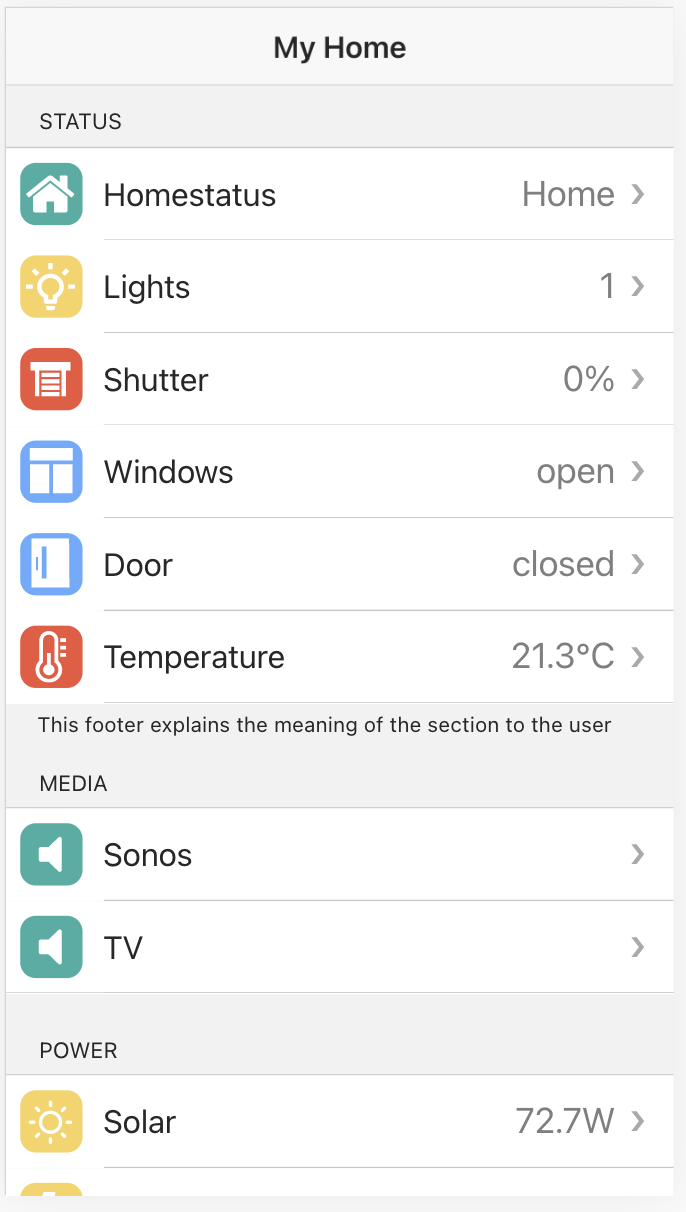 My Home
STATUS
Homestatus Home
Lights 1
Shutter 0%
Windows open
Door closed
Temperature 21.3°C
This footer explains the meaning of the section to the user
MEDIA
Sonos
TV
POWER
Solar 72.7W